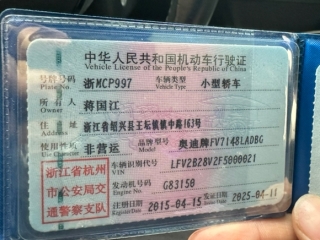 中华人民共和国机动车行驶证
Vehicle License of the People's Republic of China
号牌号码 浙MCP997 车辆类型 小型轿车
Plate No. Vehicle Type
所有人 蒋国江
Owner
住址 浙江省绍兴县王坛镇镇中路163号
Address
使用性质 非营运 品牌型号 奥迪牌FV7148LADBG
Use Character Model
车辆识别代号 LFV2B28V2F5000021
VIN
浙江省杭州市公安局交通警察支队
发动机号码 G83150
Engine No.
注册日期 2015-04-15 发证日期 2025-04-11
Register Date Issue Date